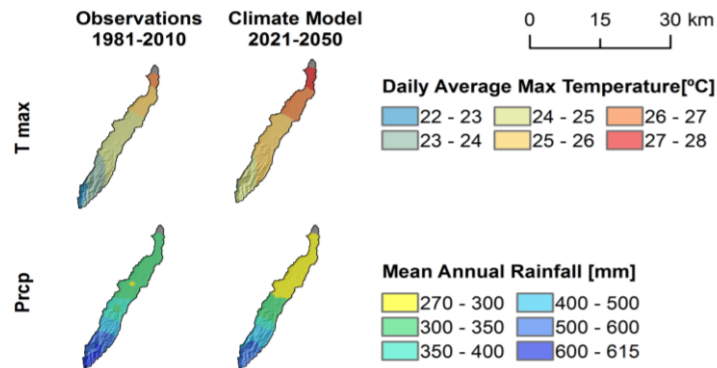 Observations
1981-2010
Climate Model
2021-2050
0 15 30 km
T max
Daily Average Max Temperature[ºC]
22 - 23 24 - 25 26 - 27
23 - 24 25 - 26 27 - 28
Prcp
Mean Annual Rainfall [mm]
270 - 300 400 - 500
300 - 350 500 - 600
350 - 400 600 - 615